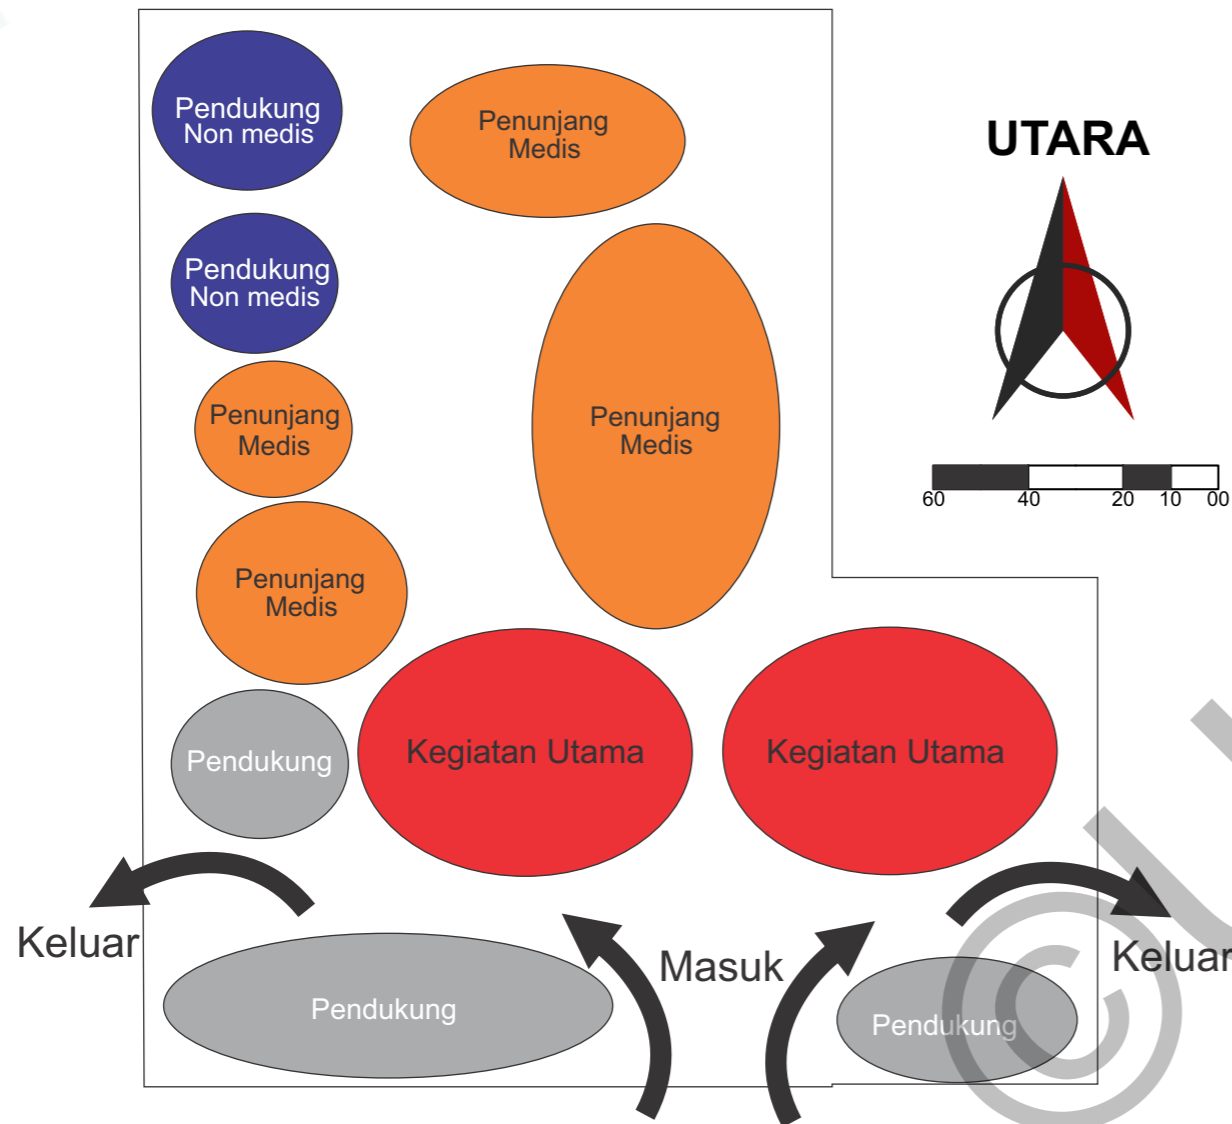 Pendukung
Non medis
Penunjang
Medis
UTARA
Pendukung
Non medis
Penunjang
Medis
Penunjang
Medis
60 40 20 10 00
Penunjang
Medis
Pendukung
Kegiatan Utama
Kegiatan Utama
Keluar
Masuk
Keluar
Pendukung
Pendukung
©